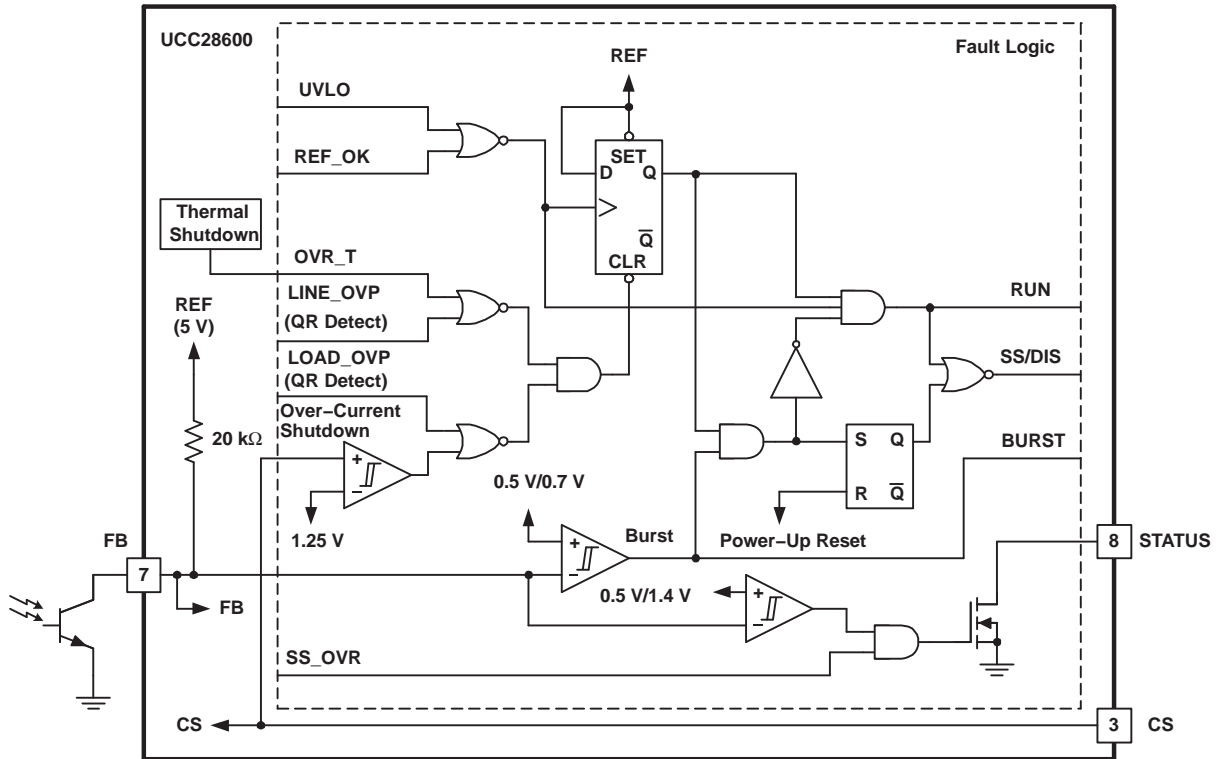 UCC28600
Fault Logic
REF
UVLO
REF_OK
SET
D
Q
Q
CLR
Thermal
Shutdown
OVR_T
LINE_OVP
(QR Detect)
LOAD_OVP
(QR Detect)
Over−Current
Shutdown
REF
(5 V)
20 kΩ
+
−
1.25 V
RUN
SS/DIS
BURST
S
Q
R
Q
Power−Up Reset
0.5 V/0.7 V
+
−
Burst
0.5 V/1.4 V
+
−
FB
7
FB
SS_OVR
8
STATUS
CS
3
CS